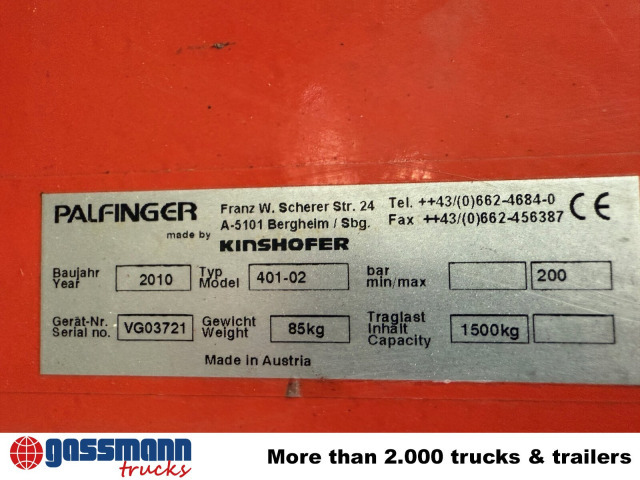 PALFINGER
made by
Franz W. Scherer Str. 24
A-5101 Bergheim / Sbg.
KINSHOFER
Tel. ++43/(0)662-4684-0
Fax ++43/(0)662-456387
CE
Baujahr
Year
2010
Typ
Model
401-02
bar
min/max
200
Gerät-Nr.
Serial no.
VG03721
Gewicht
Weight
85kg
Traglast
Inhalt
Capacity
1500kg
Made in Austria
gassmann
trucks
More than 2.000 trucks & trailers